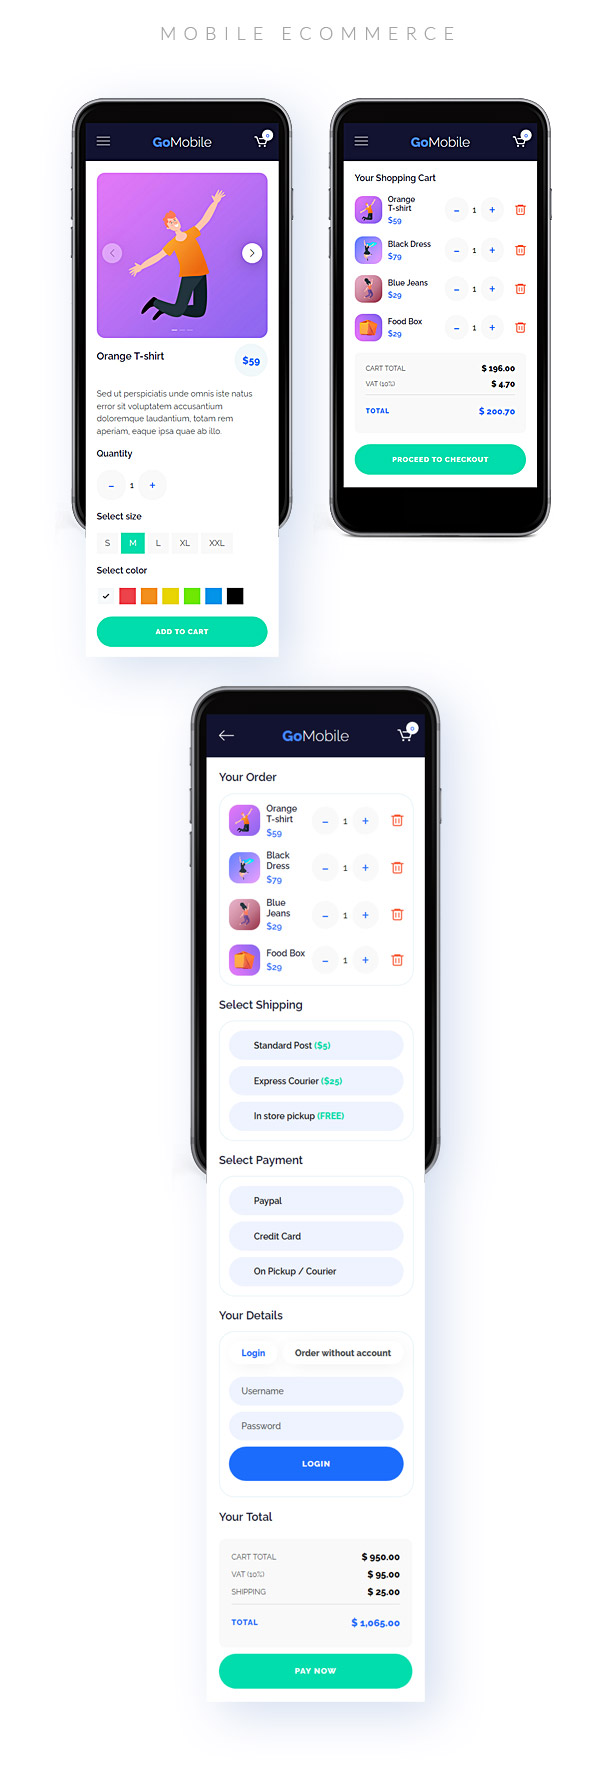 MOBILE ECOMMERCE
GoMobile
0
Orange T-shirt
$59
Sed ut perspiciatis unde omnis iste natus
error sit voluptatem accusantium
doloremque laudantium, totam rem
aperiam, eaque ipsa quae ab illo.
Quantity
- 1 +
Select size
S M L XL XXL
Select color
ADD TO CART
GoMobile
0
Your Shopping Cart
Orange
T-shirt
$59
- 1 +
Black Dress
$79
- 1 +
Blue Jeans
$29
- 1 +
Food Box
$29
- 1 +
CART TOTAL $ 196.00
VAT (10%) $ 4.70
TOTAL $ 200.70
PROCEED TO CHECKOUT
GoMobile
0
Your Order
Orange
T-shirt
$59
- 1 +
Black
Dress
$79
- 1 +
Blue
Jeans
$29
- 1 +
Food Box
$29
- 1 +
Select Shipping
Standard Post ($5)
Express Courier ($25)
In store pickup (FREE)
Select Payment
Paypal
Credit Card
On Pickup / Courier
Your Details
Login Order without account
Username
Password
LOGIN
Your Total
CART TOTAL $ 950.00
VAT (10%) $ 95.00
SHIPPING $ 25.00
TOTAL $ 1,065.00
PAY NOW